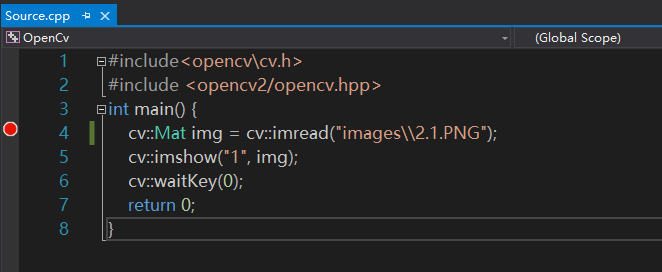 Source.cpp
OpenCv
(Global Scope)
1 #include<opencv\cv.h>
2 #include <opencv2/opencv.hpp>
3 int main() {
4 cv::Mat img = cv::imread("images\\2.1.PNG");
5 cv::imshow("1", img);
6 cv::waitKey(0);
7 return 0;
8 }